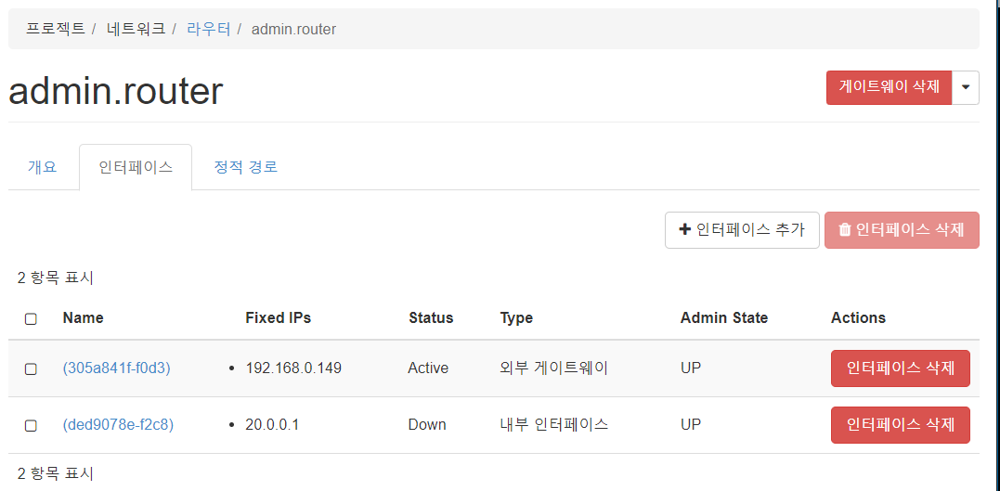 프로젝트 / 네트워크 / 라우터 / admin.router
admin.router
게이트웨이 삭제
개요 인터페이스 정적 경로
인터페이스 추가 인터페이스 삭제
2 항목 표시
Name Fixed IPs Status Type Admin State Actions
(305a841f-f0d3) • 192.168.0.149 Active 외부 게이트웨이 UP 인터페이스 삭제
(ded9078e-f2c8) • 20.0.0.1 Down 내부 인터페이스 UP 인터페이스 삭제
2 항목 표시